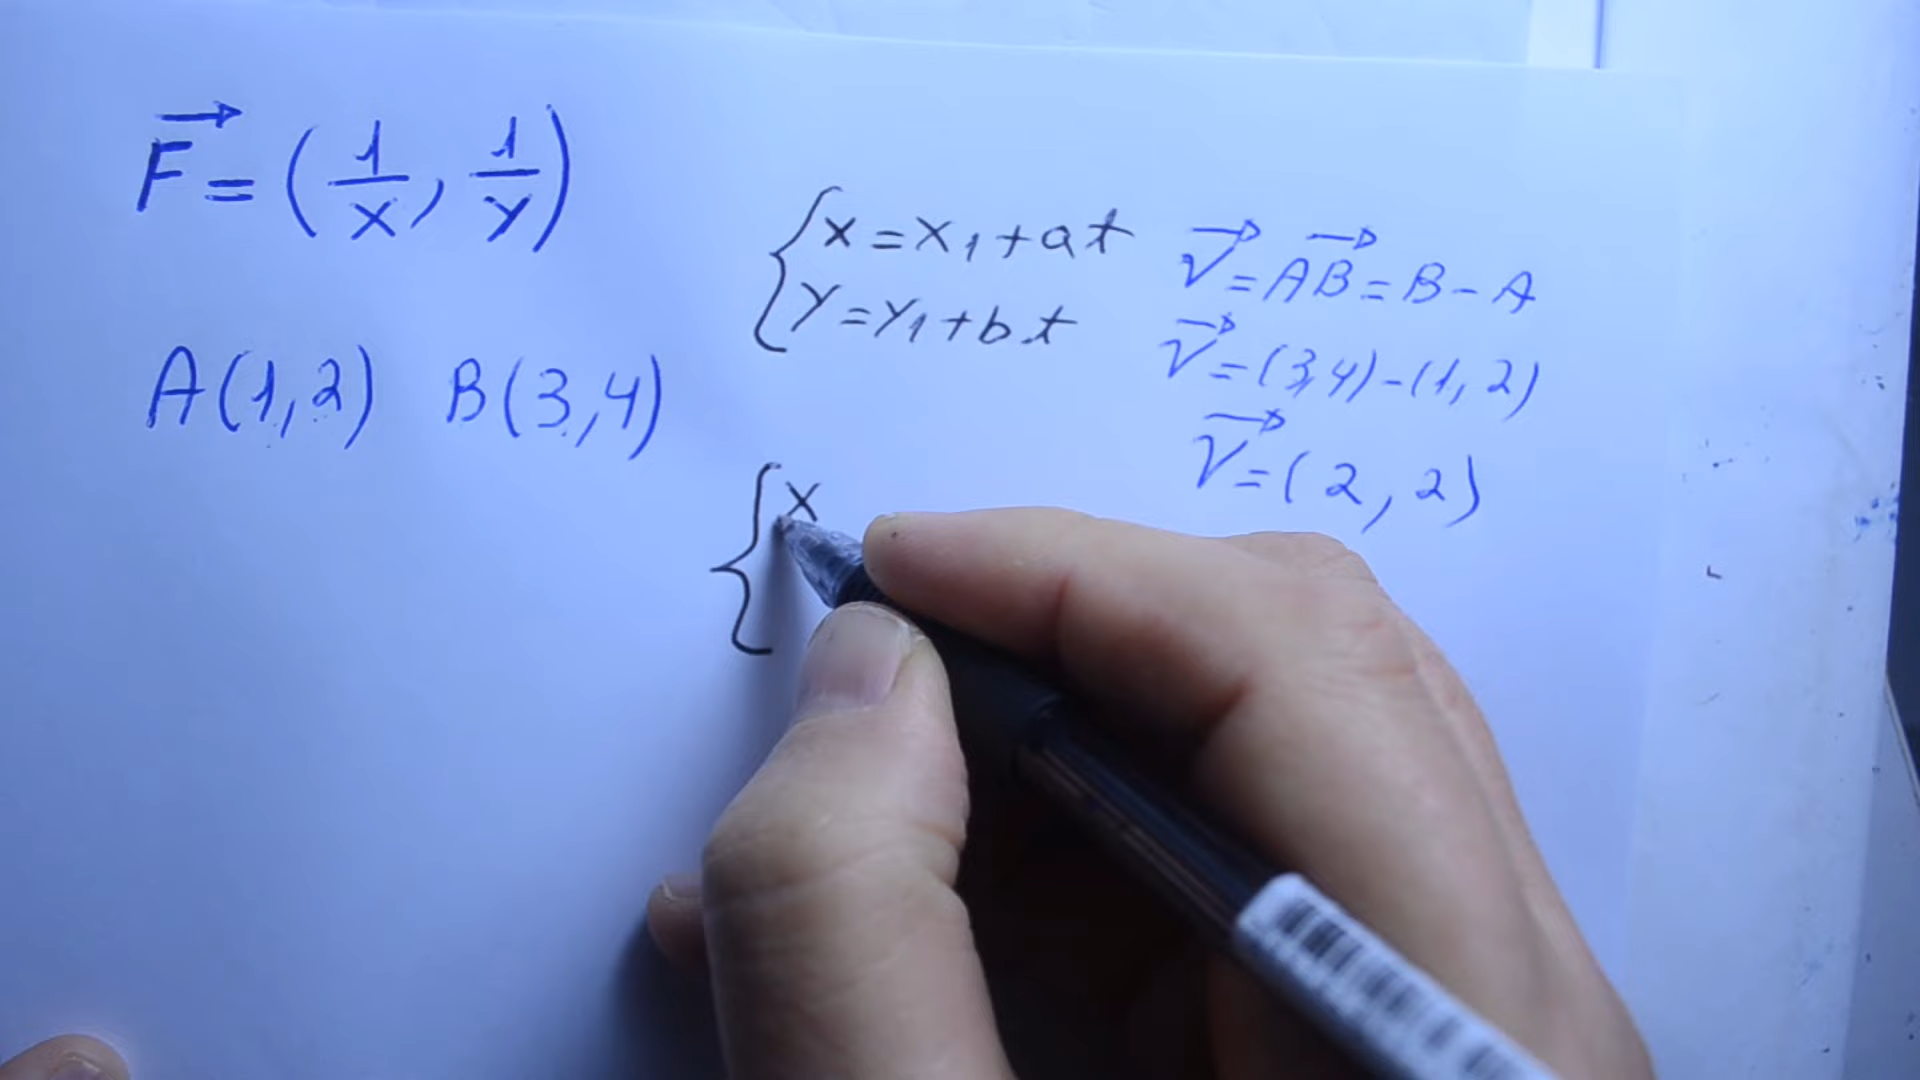 F⃗ = (1/x, 1/y)
A(1,2) B(3,4)
{ x = x₁ + at
y = y₁ + bt
V⃗ = AB⃗ = B - A
V⃗ = (3,4) - (1,2)
V⃗ = (2,2)
{ x